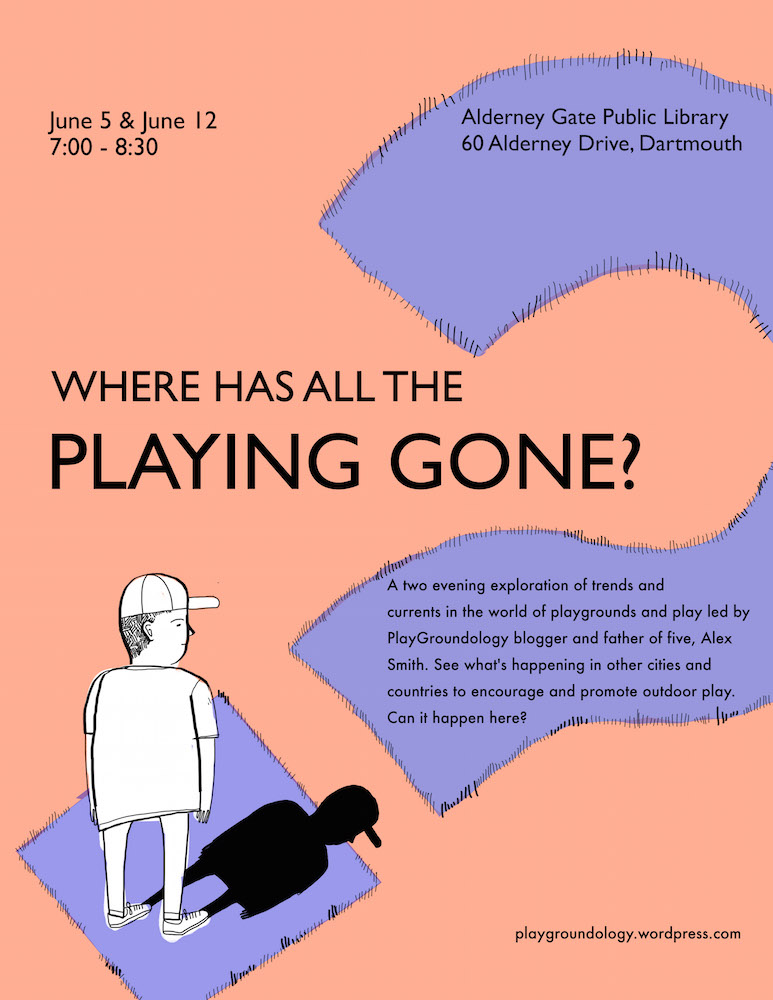 June 5 & June 12
7:00 - 8:30
Alderney Gate Public Library
60 Alderney Drive, Dartmouth
WHERE HAS ALL THE
PLAYING GONE?
A two evening exploration of trends and
currents in the world of playgrounds and play led by
PlayGroundology blogger and father of five, Alex
Smith. See what's happening in other cities and
countries to encourage and promote outdoor play.
Can it happen here?
playgroundology.wordpress.com